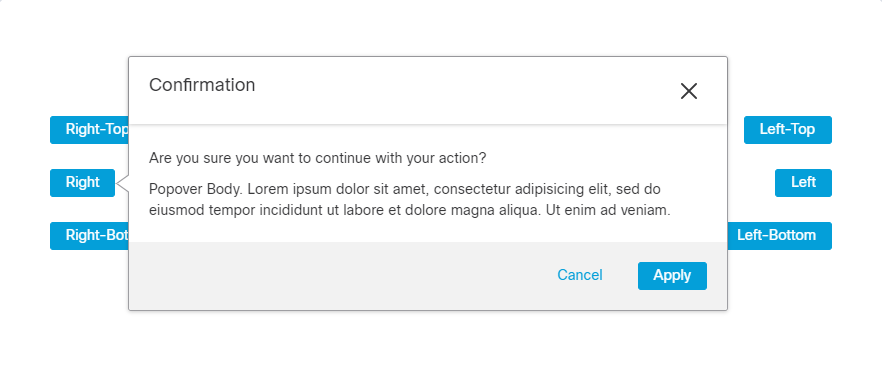 Confirmation
Right-Top
Left-Top
Are you sure you want to continue with your action?
Right
Popover Body. Lorem ipsum dolor sit amet, consectetur adipisicing elit, sed do
eiusmod tempor incididunt ut labore et dolore magna aliqua. Ut enim ad veniam.
Left
Right-Bot
Left-Bottom
Cancel
Apply